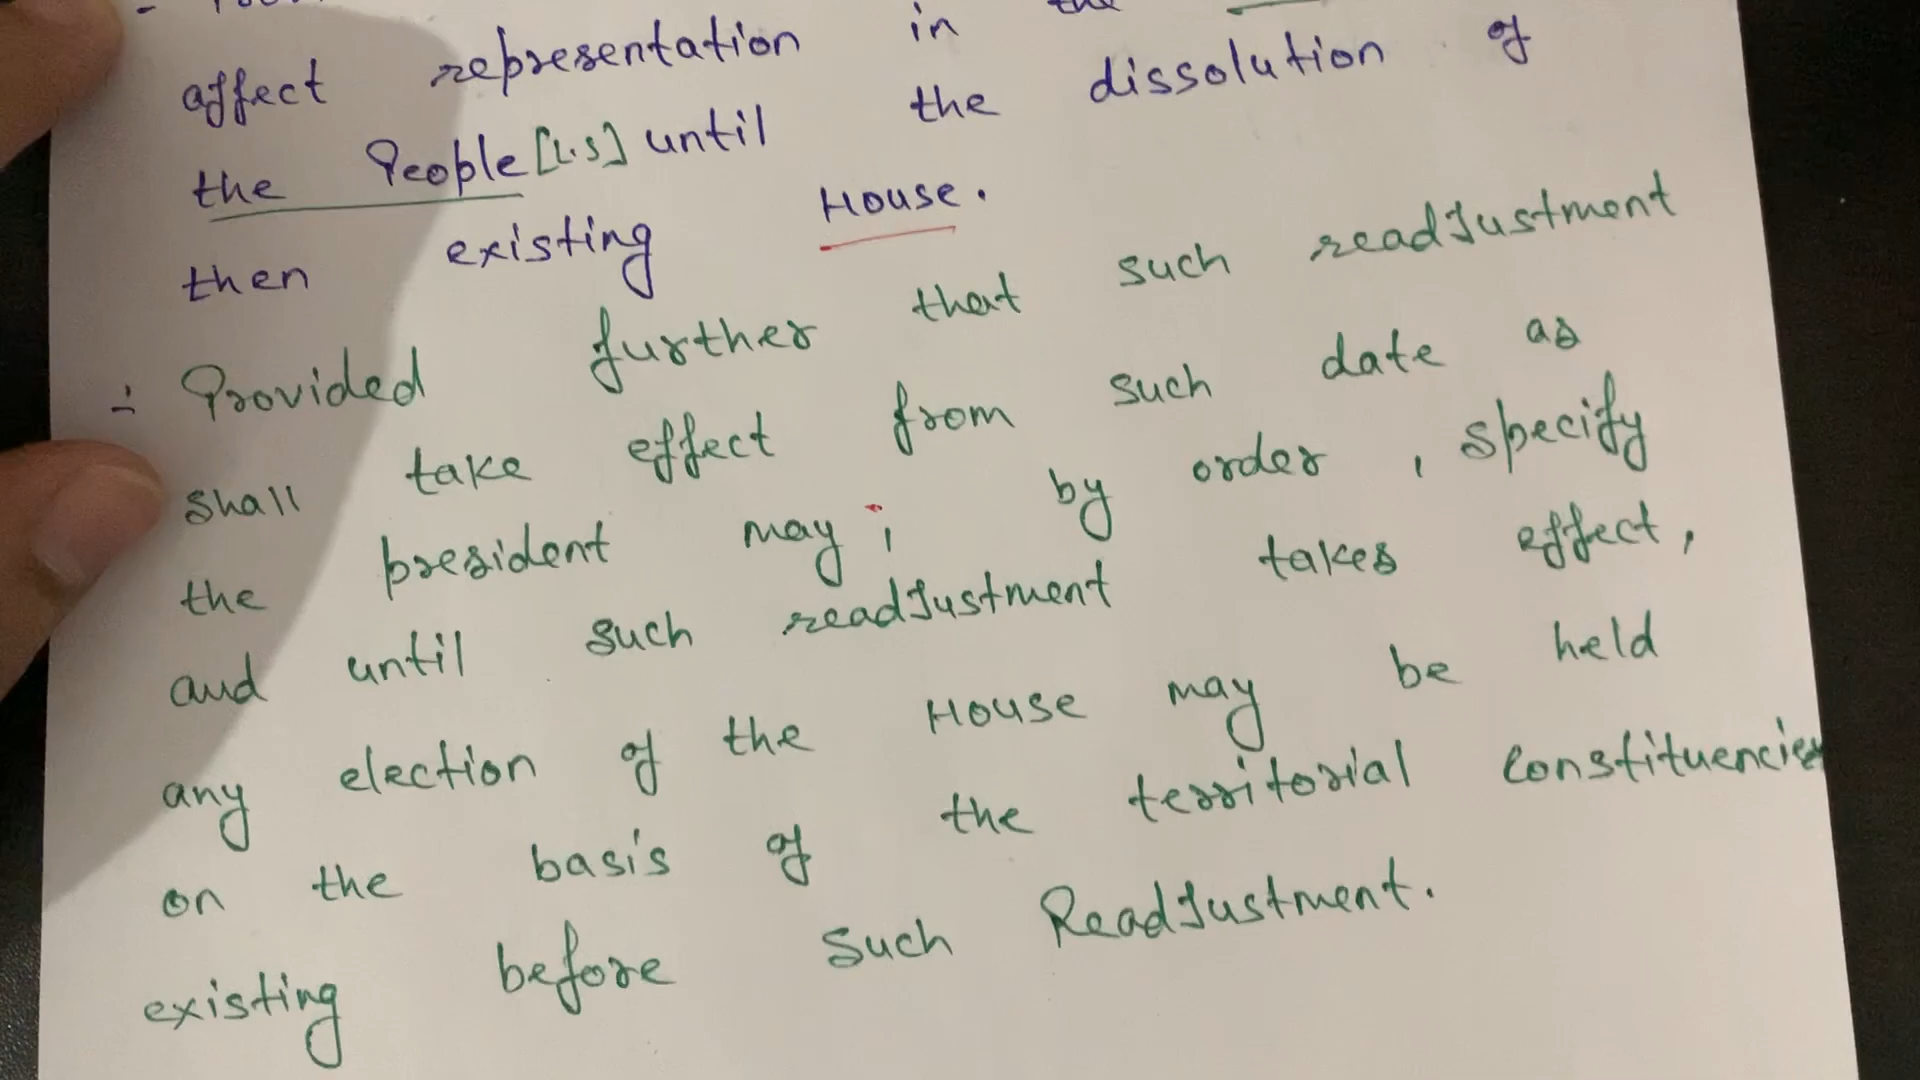 affect representation in the
the People [L.S] until the dissolution of
then existing House.
∴ Provided further that such readJustment
shall take effect from such date as
the president may, by order, specify
and until such readJustment takes effect,
any election of the House may be held
on the basis of the territorial Constituencies
existing before such ReadJustment.